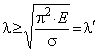 λ ≥ √(π² · E / σ) = λ′